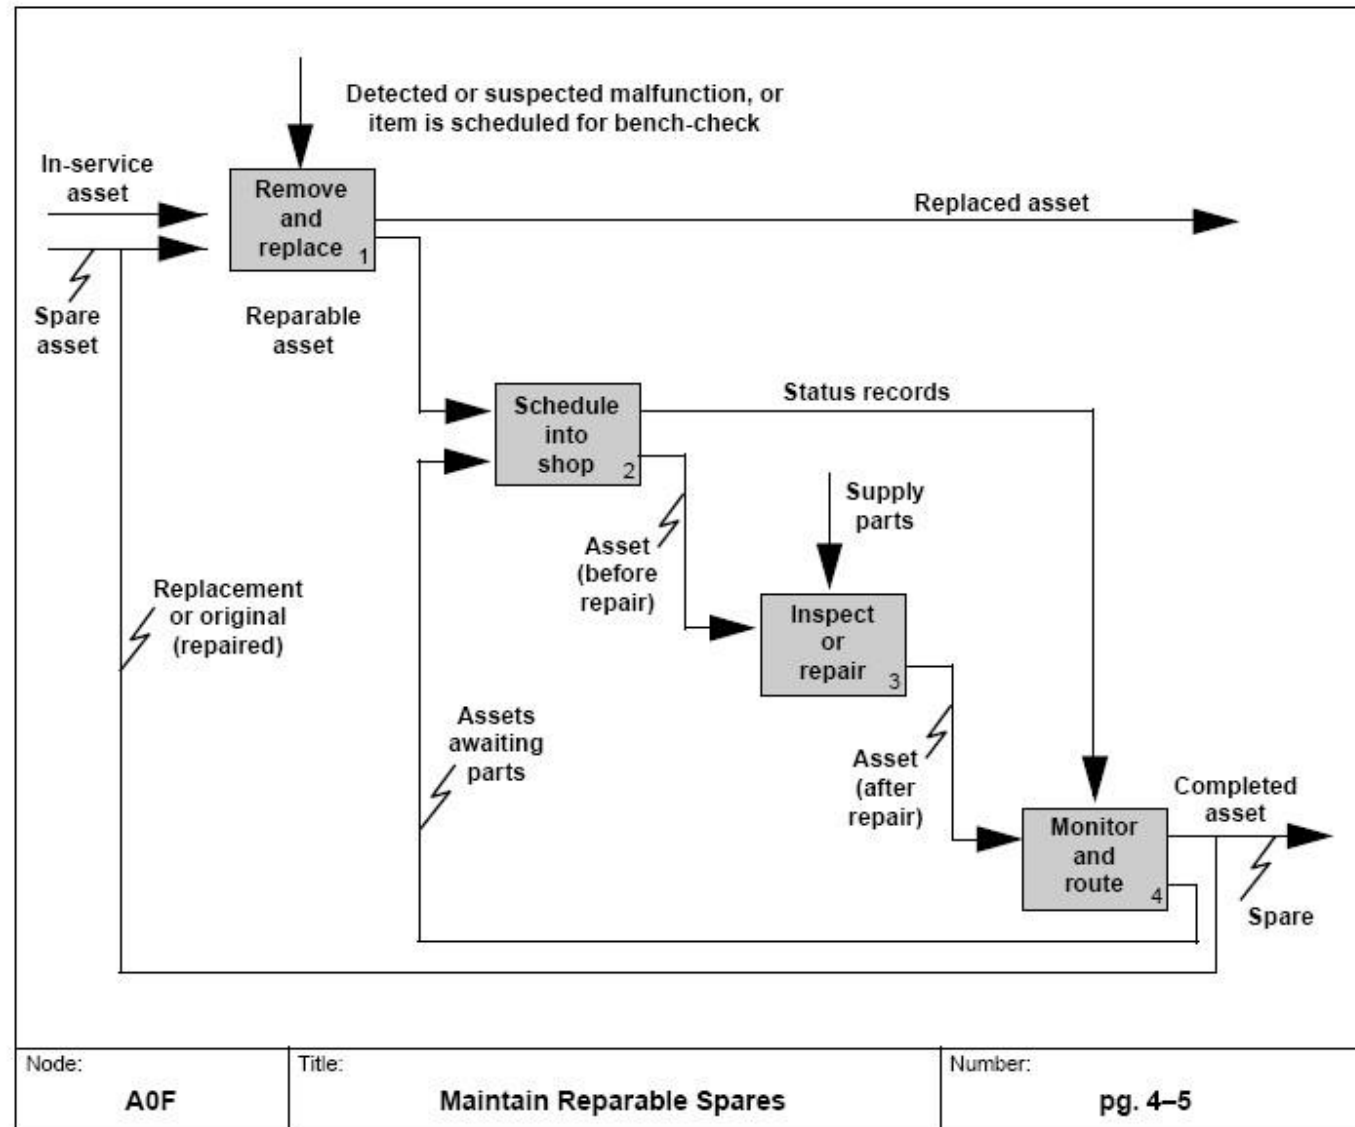 Detected or suspected malfunction, or
item is scheduled for bench-check
In-service
asset
Remove
and
replace 1
Replaced asset
Spare
asset
Reparable
asset
Schedule
into
shop 2
Status records
Supply
parts
Asset
(before
repair)
Replacement
or original
(repaired)
Inspect
or
repair 3
Assets
awaiting
parts
Asset
(after
repair)
Completed
asset
Monitor
and
route 4
Spare
Node:
A0F
Title:
Maintain Reparable Spares
Number:
pg. 4–5